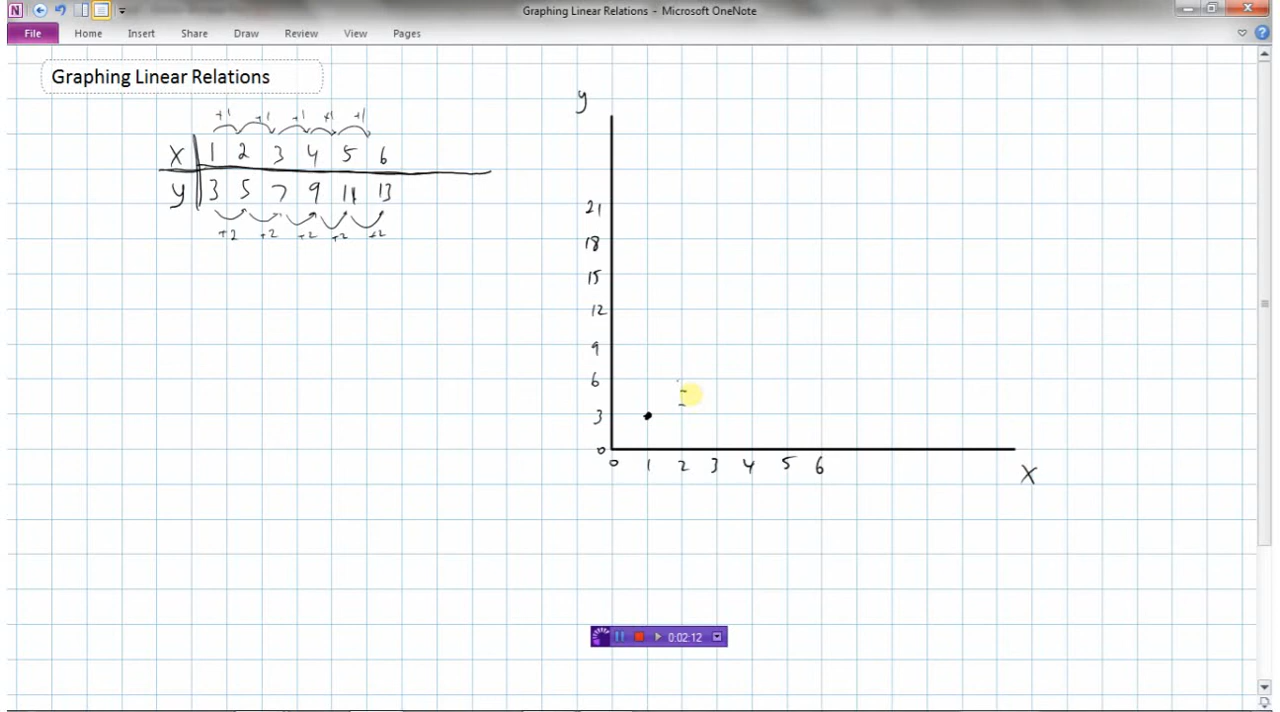 Graphing Linear Relations - Microsoft OneNote
File Home Insert Share Draw Review View Pages
Graphing Linear Relations
+1 +1 +1 +1 +1
X 1 2 3 4 5 6
y 3 5 7 9 11 13
+2 +2 +2 +2 +2
y
21
18
15
12
9
6
3
0
0 1 2 3 4 5 6
X
0:02:12